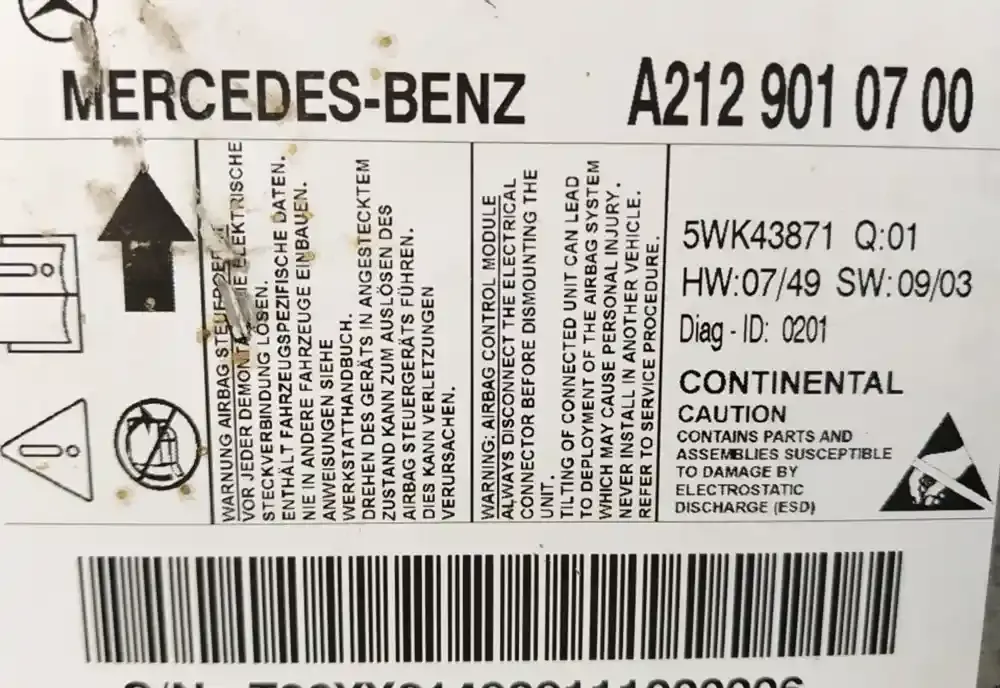 MERCEDES-BENZ
A212 901 07 00
WARNUNG AIRBAG
VOR JEDER ELEKTRISCHE
STECKVERBINDUNG LÖSEN.
ENTHÄLT FAHRZEUGSPEZIFISCHE DATEN.
NIE IN ANDERE FAHRZEUGE EINBAUEN.
ANWEISUNGEN SIEHE
WERKSTATTHANDBUCH.
DREHEN DES GERÄTS IN ANGESTECKTEM
ZUSTAND KANN ZUM AUSLÖSEN DES
AIRBAG STEUERGERÄTS FÜHREN.
DIES KANN VERLETZUNGEN
VERURSACHEN.
WARNING: AIRBAG CONTROL MODULE
ALWAYS DISCONNECT THE ELECTRICAL
CONNECTOR BEFORE DISMOUNTING THE
UNIT.
TILTING OF CONNECTED UNIT CAN LEAD
TO DEPLOYMENT OF THE AIRBAG SYSTEM
WHICH MAY CAUSE PERSONAL INJURY.
NEVER INSTALL IN ANOTHER VEHICLE.
REFER TO SERVICE PROCEDURE.
5WK43871 Q:01
HW:07/49 SW:09/03
Diag - ID: 0201
CONTINENTAL
CAUTION
CONTAINS PARTS AND
ASSEMBLIES SUSCEPTIBLE
TO DAMAGE BY
ELECTROSTATIC
DISCHARGE (ESD)